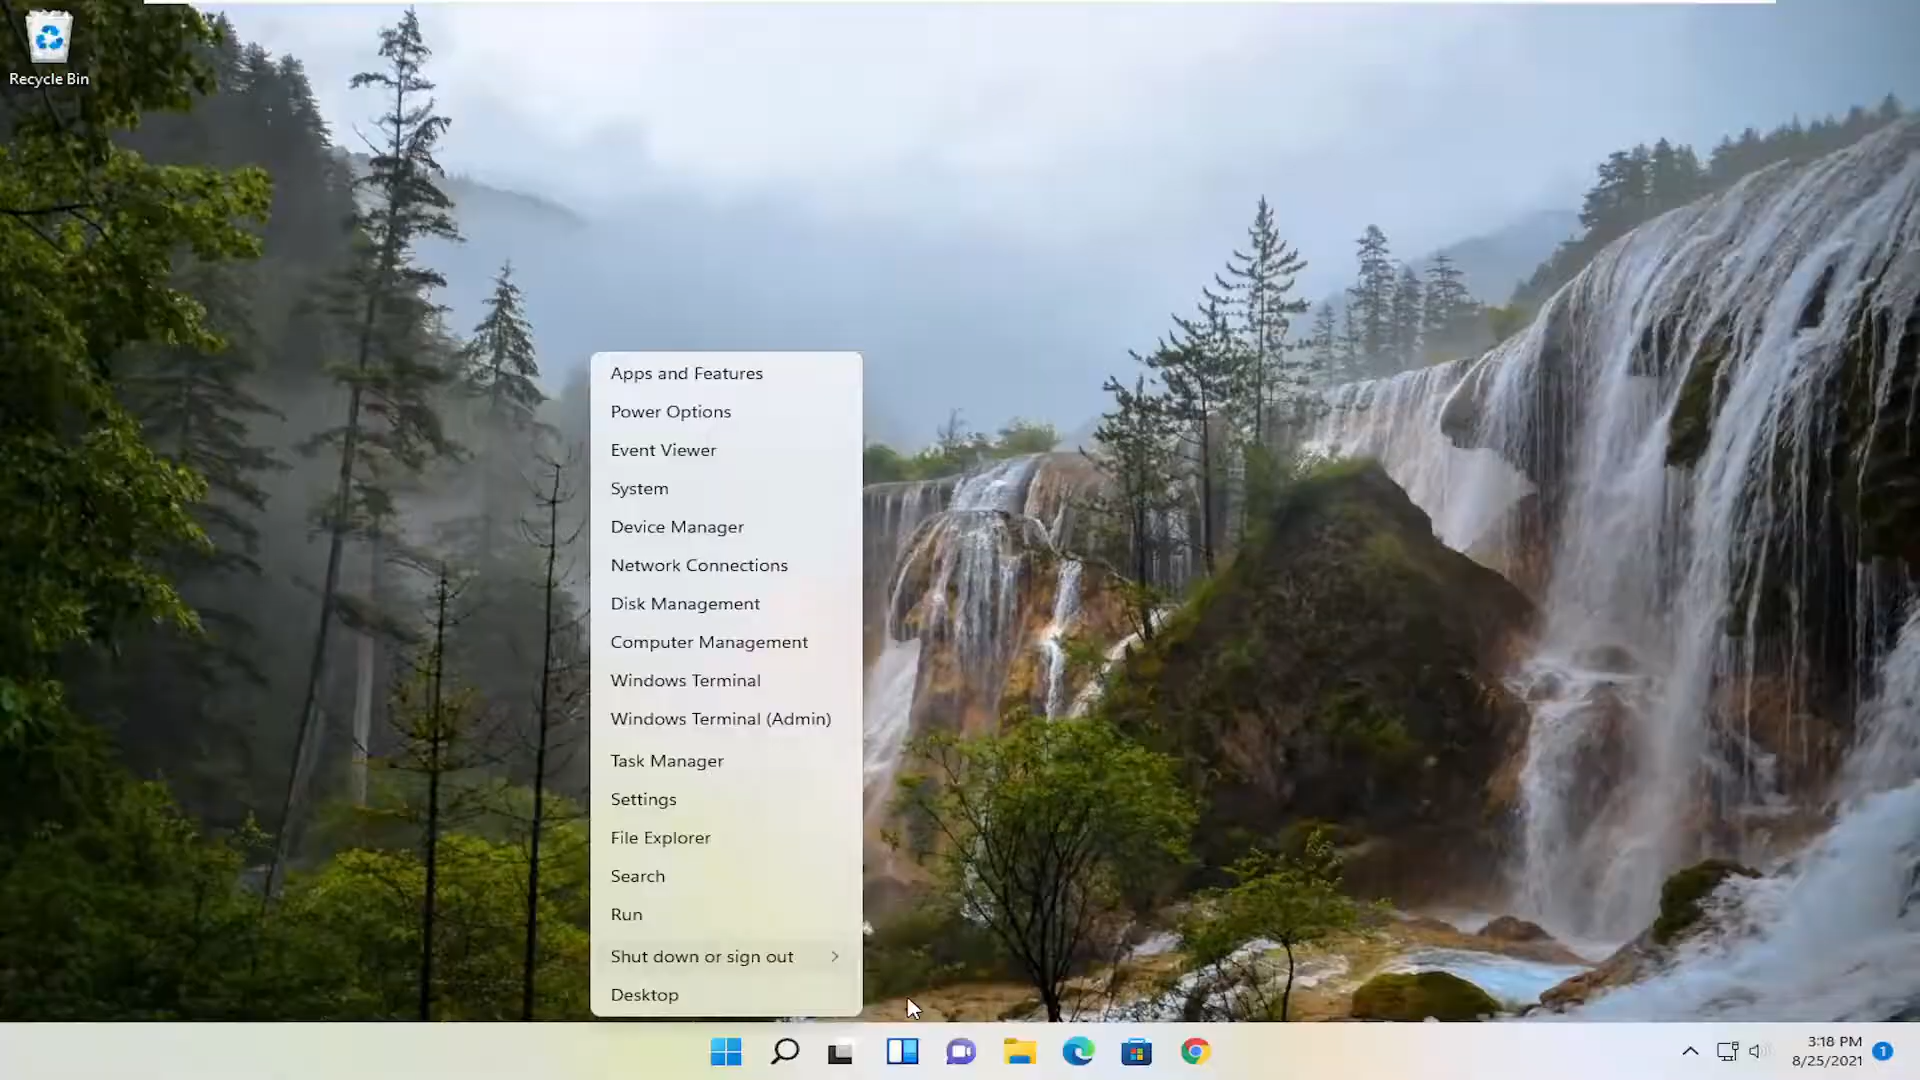 Recycle Bin
Apps and Features
Power Options
Event Viewer
System
Device Manager
Network Connections
Disk Management
Computer Management
Windows Terminal
Windows Terminal (Admin)
Task Manager
Settings
File Explorer
Search
Run
Shut down or sign out
Desktop
3:18 PM
8/25/2021
1